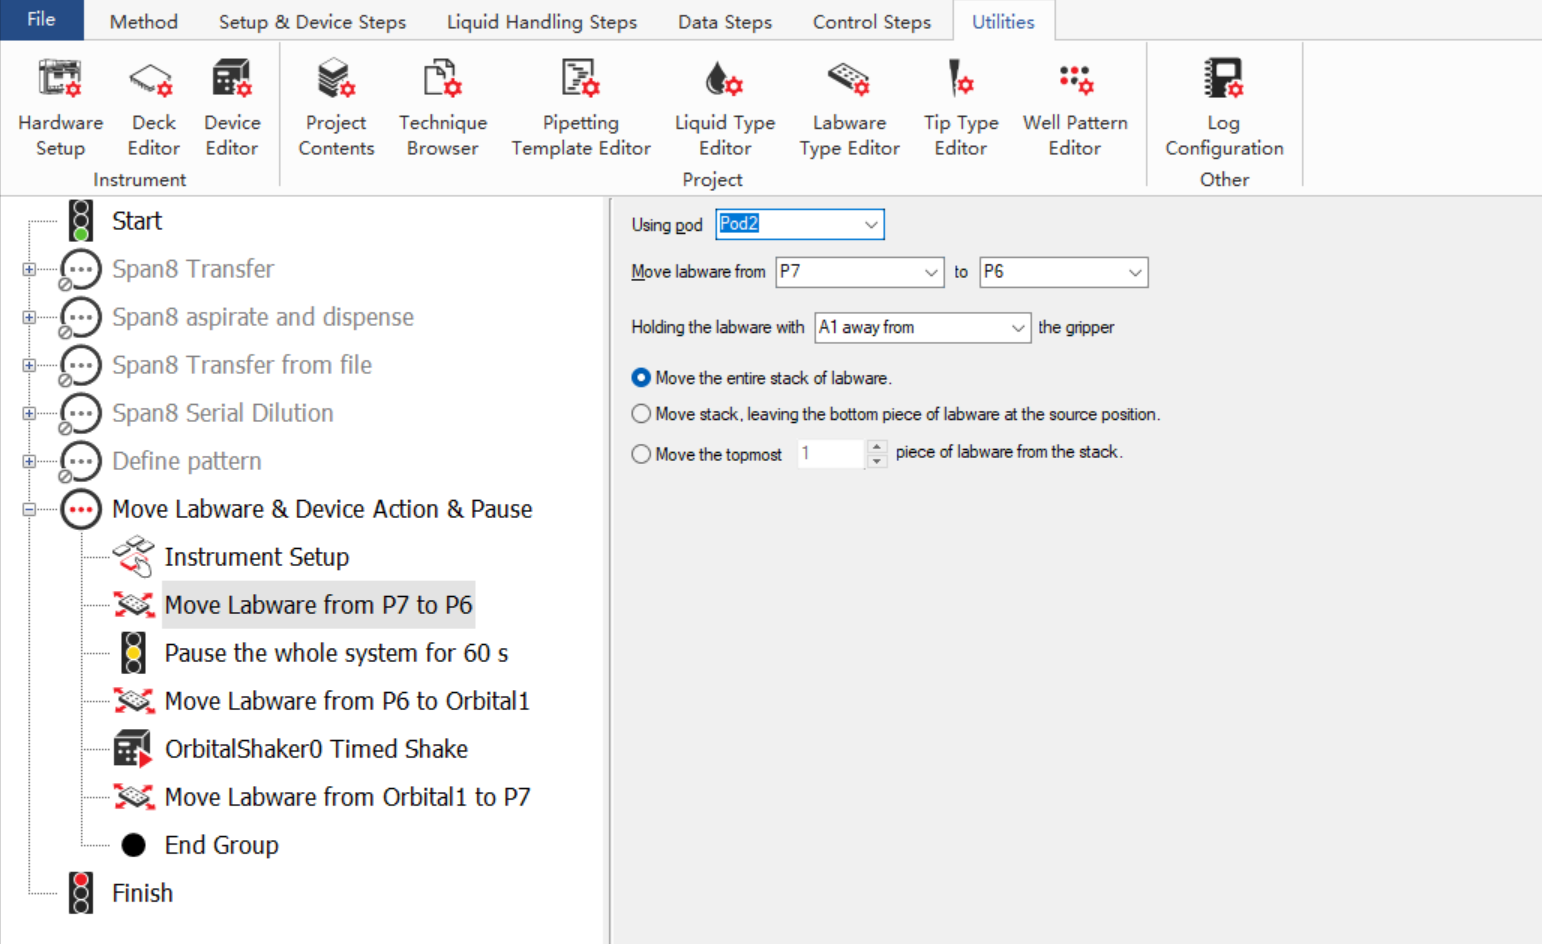 File Method Setup & Device Steps Liquid Handling Steps Data Steps Control Steps Utilities
Hardware Setup
Deck Editor
Device Editor
Project Contents
Technique Browser
Pipetting Template Editor
Liquid Type Editor
Labware Type Editor
Tip Type Editor
Well Pattern Editor
Log Configuration
Instrument
Project
Other
Start
Span8 Transfer
Span8 aspirate and dispense
Span8 Transfer from file
Span8 Serial Dilution
Define pattern
Move Labware & Device Action & Pause
Instrument Setup
Move Labware from P7 to P6
Pause the whole system for 60 s
Move Labware from P6 to Orbital1
OrbitalShaker0 Timed Shake
Move Labware from Orbital1 to P7
End Group
Finish
Using pod Pod2
Move labware from P7 to P6
Holding the labware with A1 away from the gripper
Move the entire stack of labware.
Move stack, leaving the bottom piece of labware at the source position.
Move the topmost 1 piece of labware from the stack.